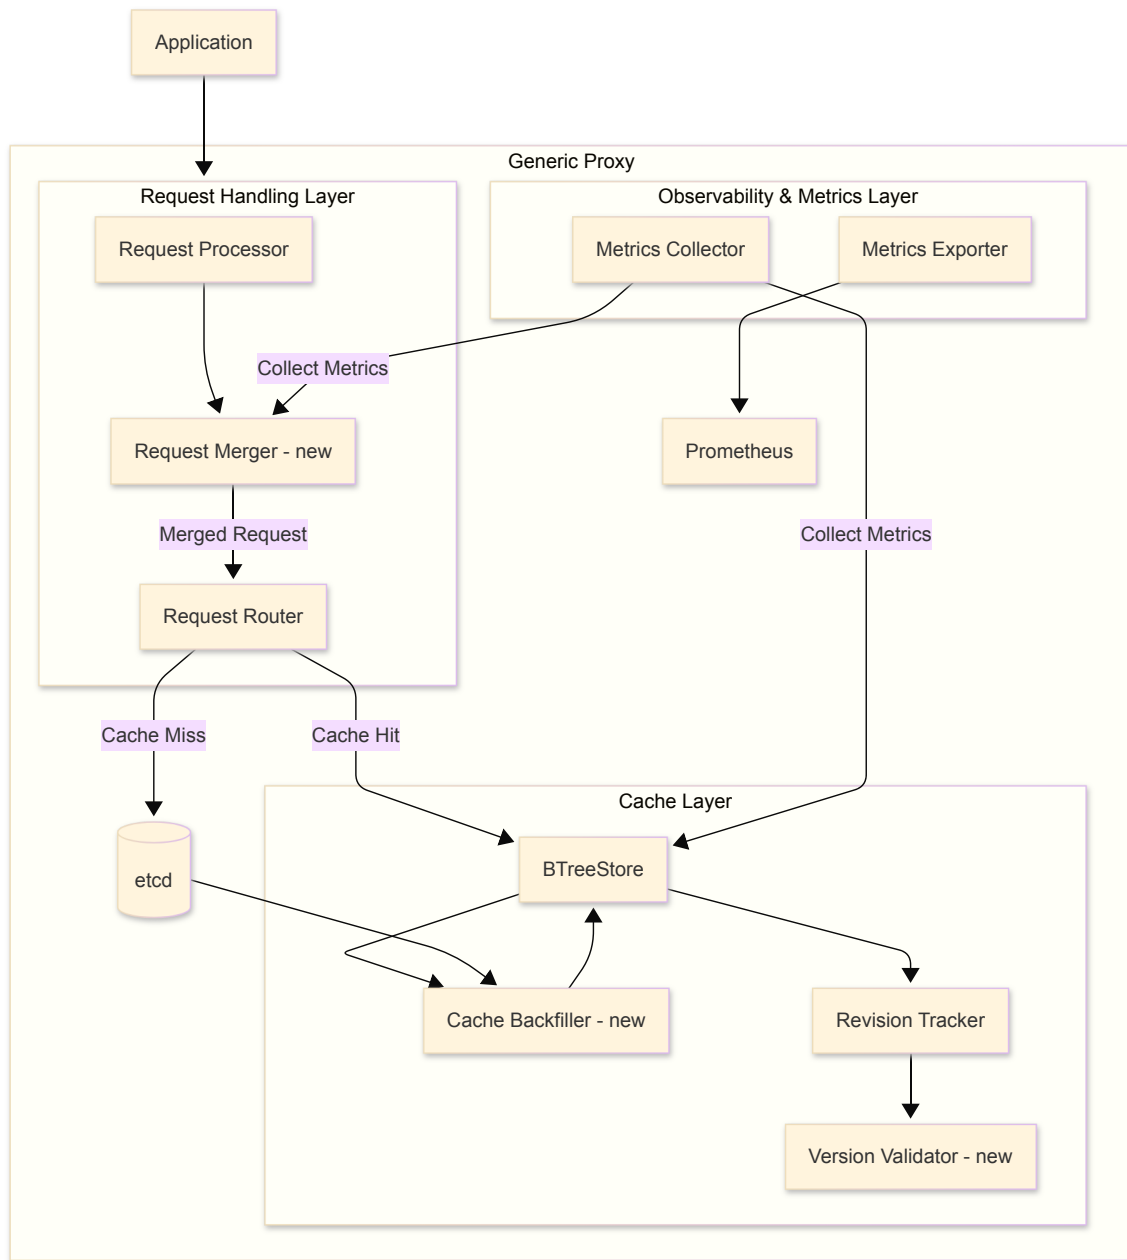 Application
Generic Proxy
Request Handling Layer
Observability & Metrics Layer
Request Processor
Metrics Collector
Metrics Exporter
Collect Metrics
Request Merger - new
Prometheus
Merged Request
Collect Metrics
Request Router
Cache Miss
Cache Hit
Cache Layer
BTreeStore
etcd
Cache Backfiller - new
Revision Tracker
Version Validator - new